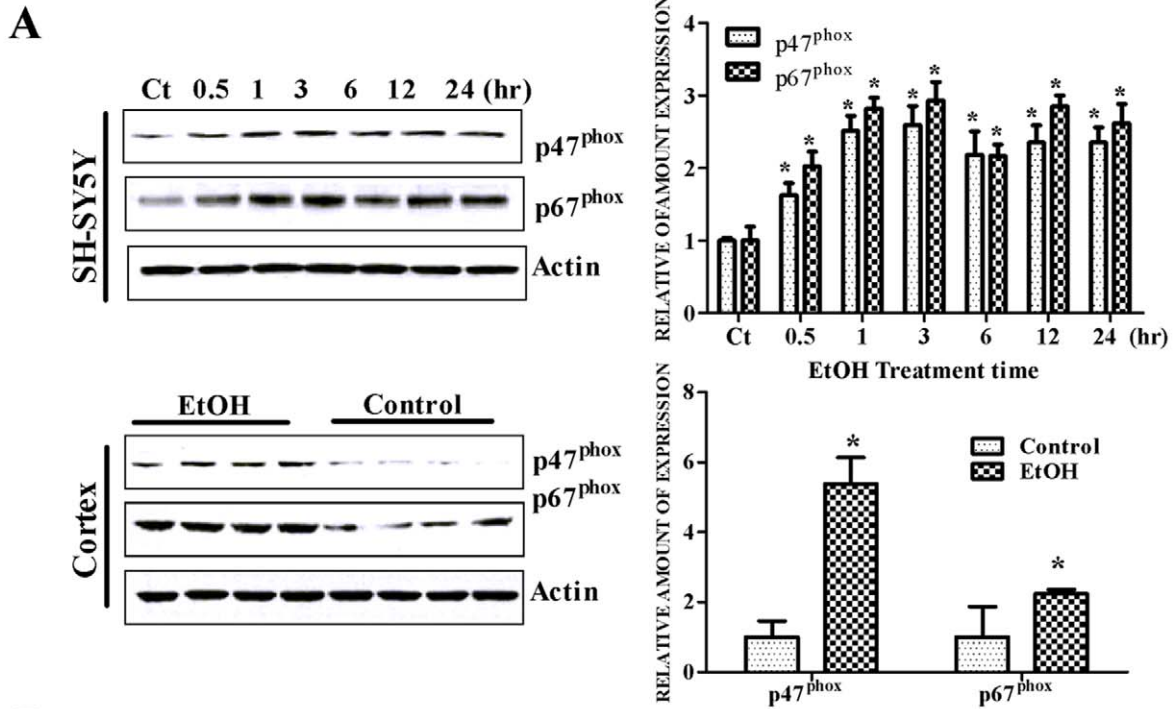 A
Ct 0.5 1 3 6 12 24 (hr)
SH-SY5Y
p47phox
p67phox
Actin
RELATIVE OFAMOUNT EXPRESSION
4
3
2
1
0
p47phox
p67phox
* * * * * * * * * * * *
Ct 0.5 1 3 6 12 24 (hr)
EtOH Treatment time
EtOH Control
Cortex
p47phox
p67phox
Actin
RELATIVE AMOUNT OF EXPRESSION
8
6
4
2
0
Control
EtOH
* *
p47phox p67phox